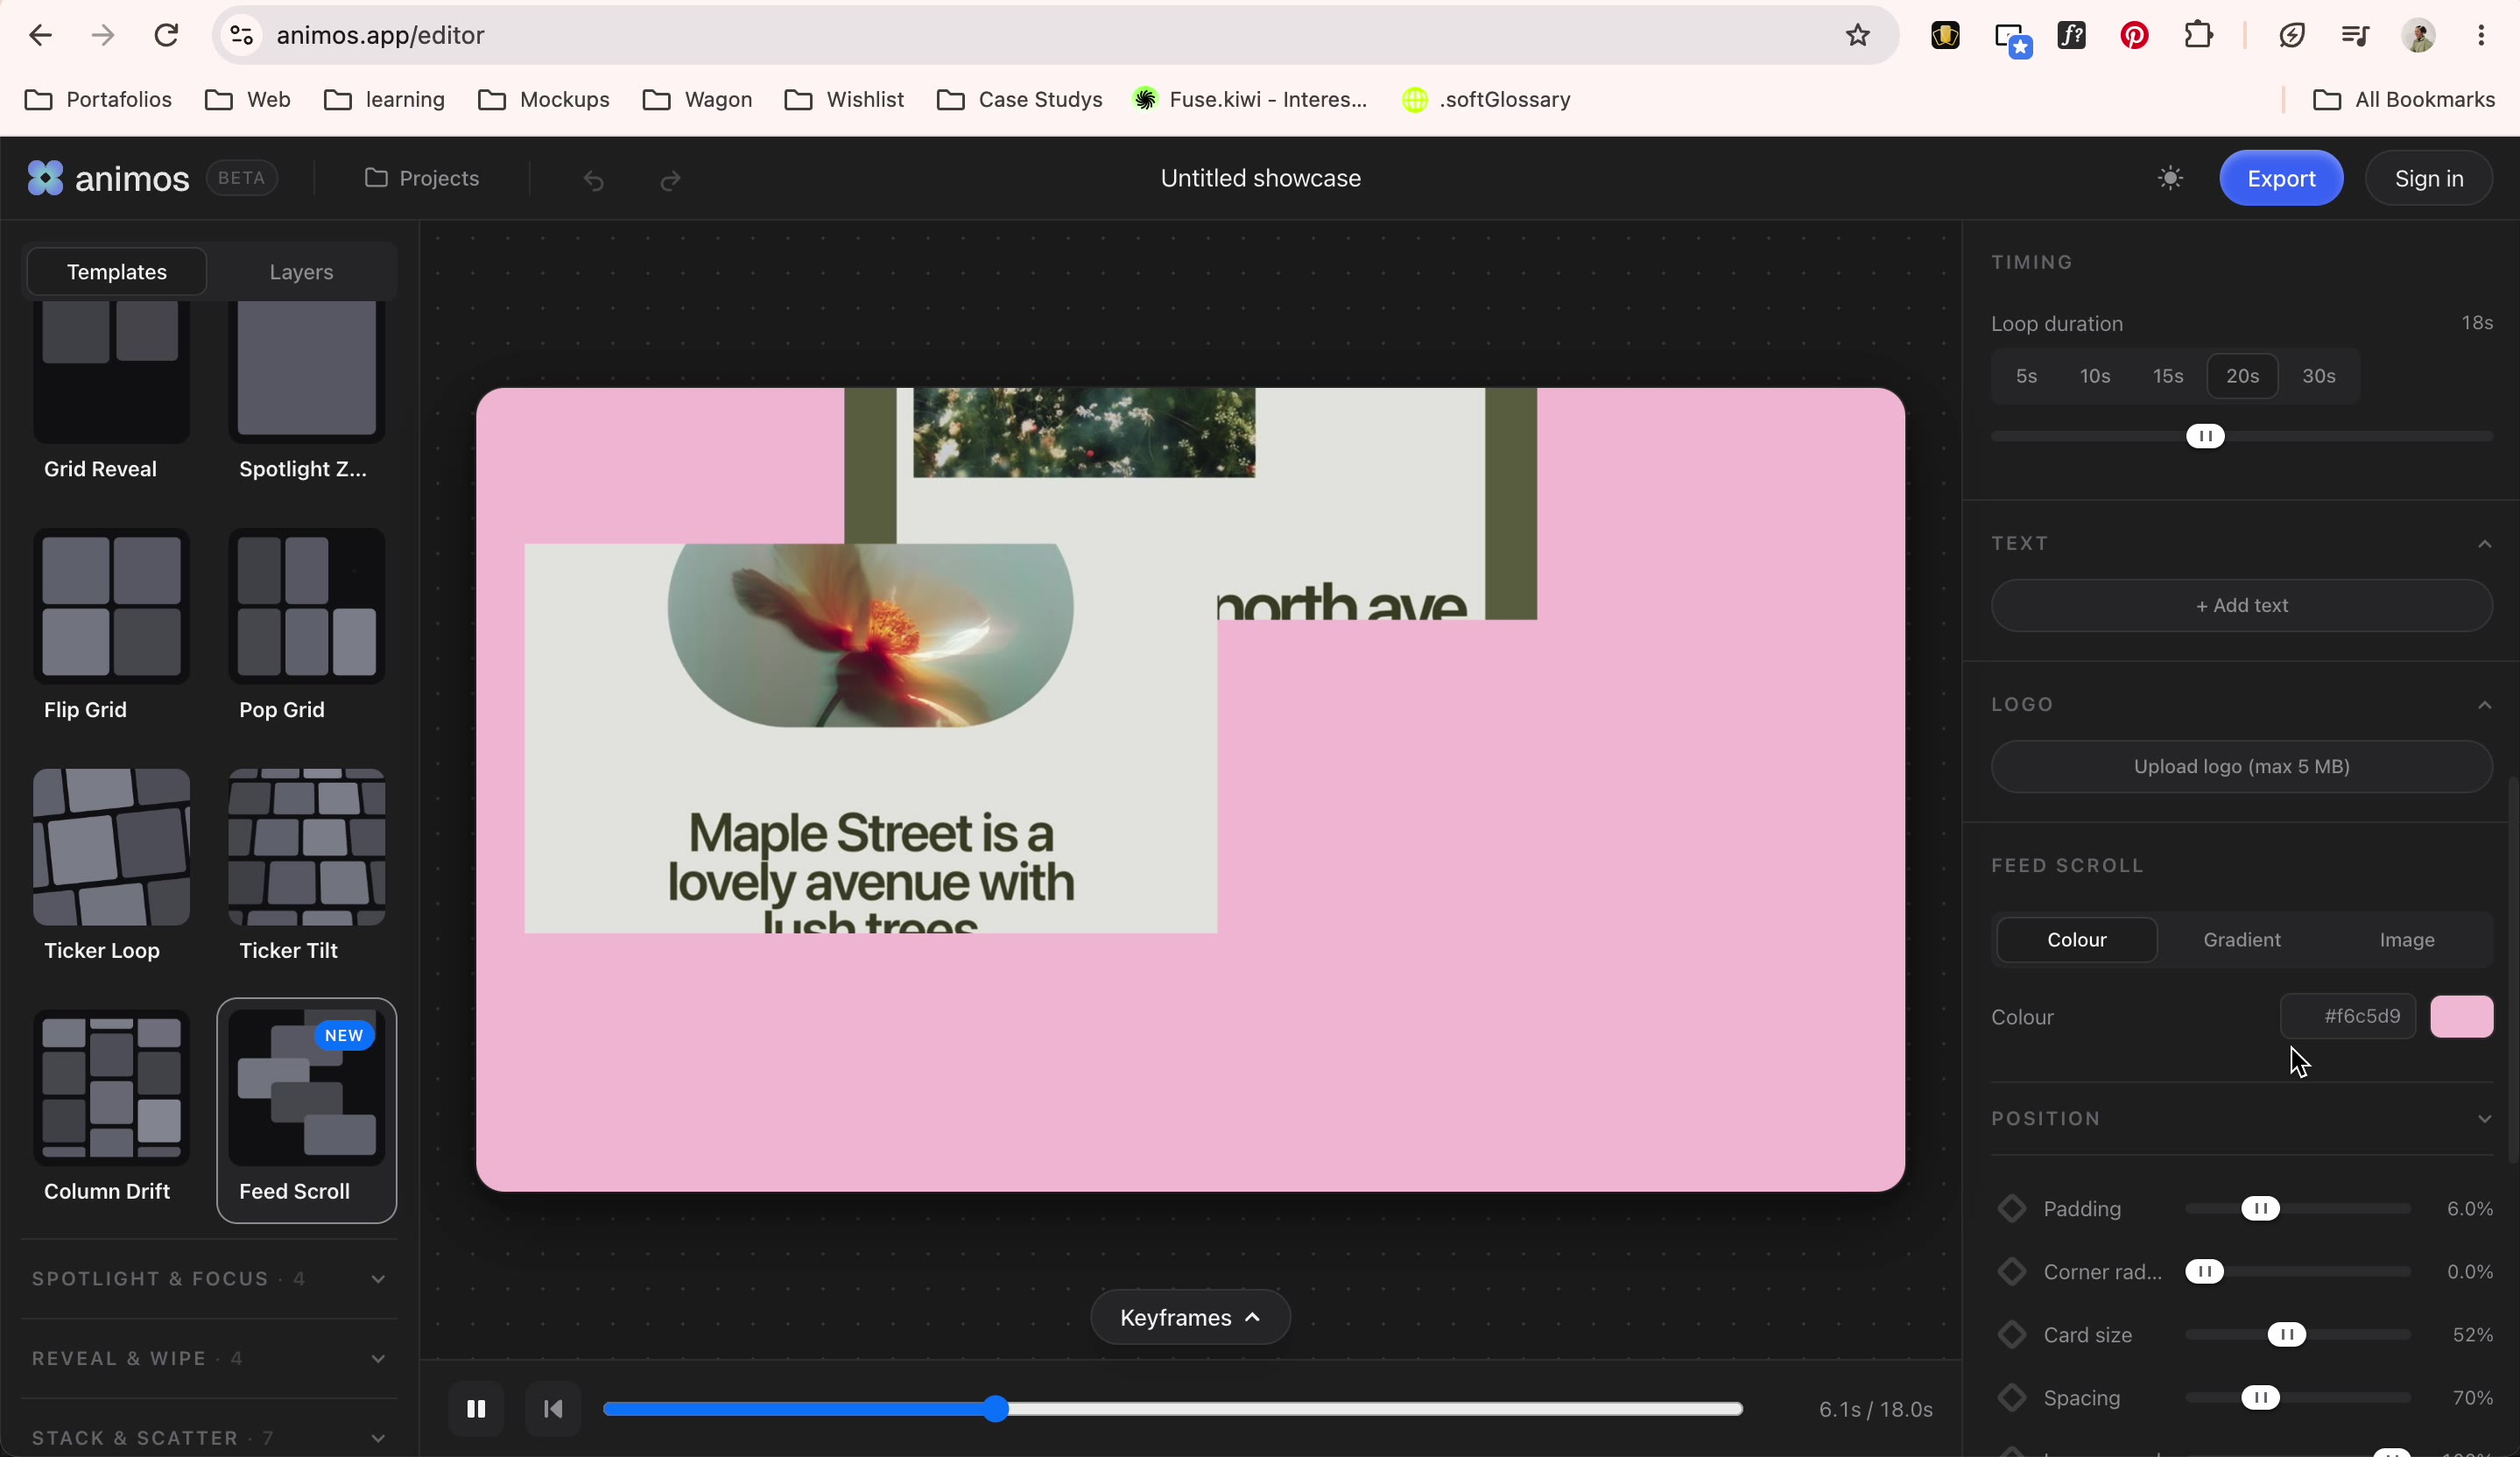 animos.app/editor
Portafolios
Web
learning
Mockups
Wagon
Wishlist
Case Studys
Fuse.kiwi - Interes...
.softGlossary
All Bookmarks
animos
BETA
Projects
Untitled showcase
Export
Sign in
Templates
Layers
Grid Reveal
Spotlight Z...
Flip Grid
Pop Grid
Ticker Loop
Ticker Tilt
NEW
Column Drift
Feed Scroll
SPOTLIGHT & FOCUS · 4
REVEAL & WIPE · 4
STACK & SCATTER · 7
north ave
Maple Street is a
lovely avenue with
lush trees
Keyframes
6.1s / 18.0s
TIMING
Loop duration
18s
5s
10s
15s
20s
30s
TEXT
+ Add text
LOGO
Upload logo (max 5 MB)
FEED SCROLL
Colour
Gradient
Image
Colour
#f6c5d9
POSITION
Padding
6.0%
Corner rad...
0.0%
Card size
52%
Spacing
70%